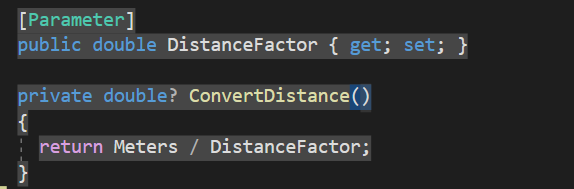 [Parameter]
public double DistanceFactor { get; set; }
private double? ConvertDistance()
{
return Meters / DistanceFactor;
}